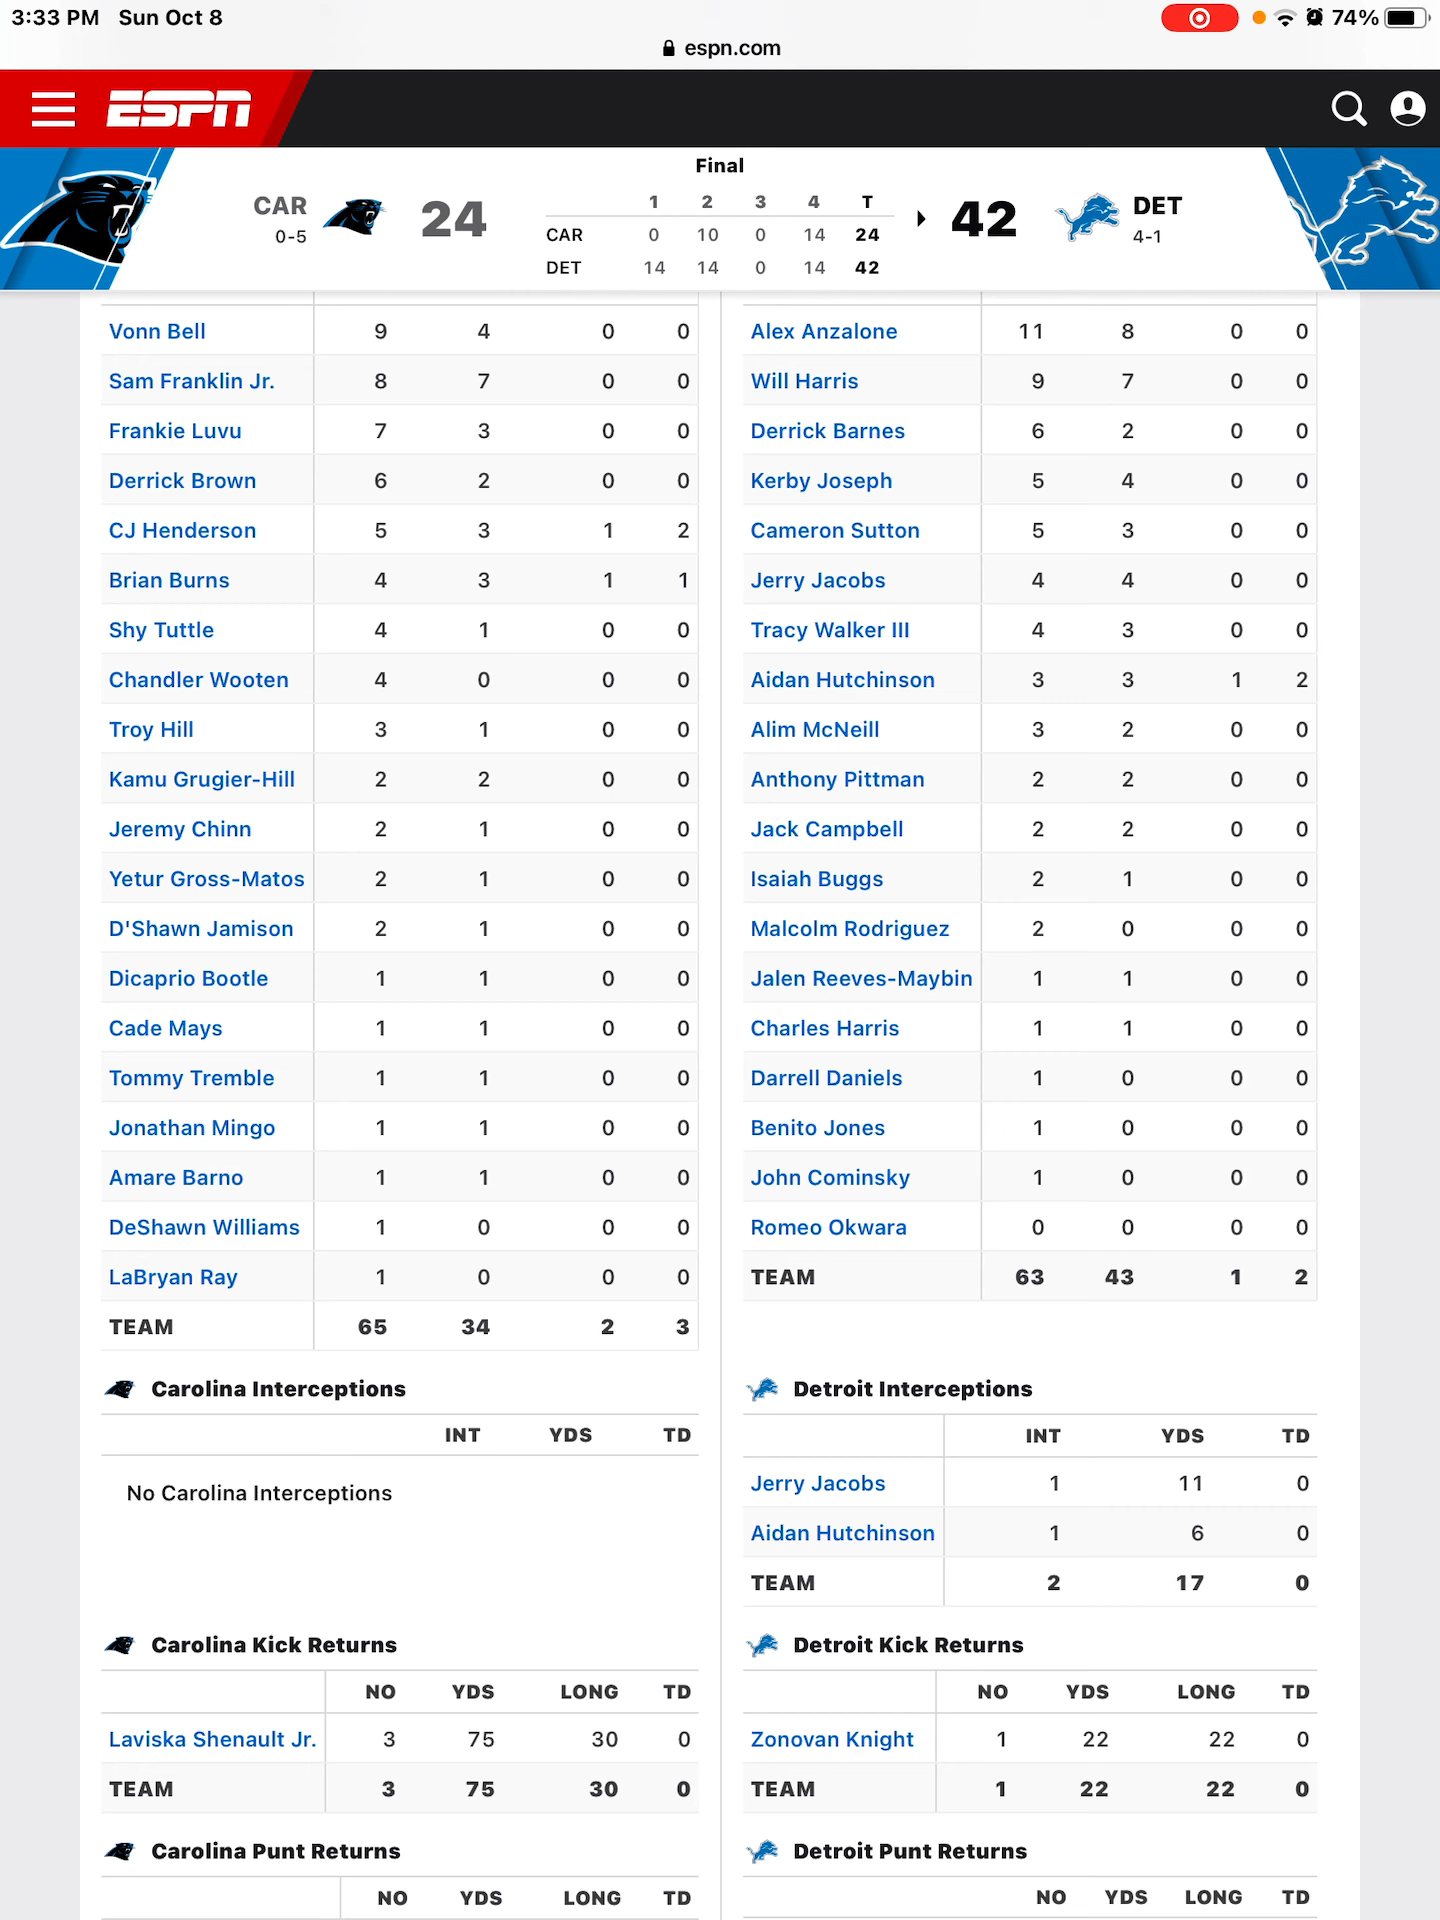 3:33 PM Sun Oct 8
74%
espn.com
ESPN
Final
CAR
0-5
24
1 2 3 4 T
CAR 0 10 0 14 24
DET 14 14 0 14 42
42
DET
4-1
Vonn Bell 9 4 0 0
Sam Franklin Jr. 8 7 0 0
Frankie Luvu 7 3 0 0
Derrick Brown 6 2 0 0
CJ Henderson 5 3 1 2
Brian Burns 4 3 1 1
Shy Tuttle 4 1 0 0
Chandler Wooten 4 0 0 0
Troy Hill 3 1 0 0
Kamu Grugier-Hill 2 2 0 0
Jeremy Chinn 2 1 0 0
Yetur Gross-Matos 2 1 0 0
D'Shawn Jamison 2 1 0 0
Dicaprio Bootle 1 1 0 0
Cade Mays 1 1 0 0
Tommy Tremble 1 1 0 0
Jonathan Mingo 1 1 0 0
Amare Barno 1 1 0 0
DeShawn Williams 1 0 0 0
LaBryan Ray 1 0 0 0
TEAM 65 34 2 3
Alex Anzalone 11 8 0 0
Will Harris 9 7 0 0
Derrick Barnes 6 2 0 0
Kerby Joseph 5 4 0 0
Cameron Sutton 5 3 0 0
Jerry Jacobs 4 4 0 0
Tracy Walker III 4 3 0 0
Aidan Hutchinson 3 3 1 2
Alim McNeill 3 2 0 0
Anthony Pittman 2 2 0 0
Jack Campbell 2 2 0 0
Isaiah Buggs 2 1 0 0
Malcolm Rodriguez 2 0 0 0
Jalen Reeves-Maybin 1 1 0 0
Charles Harris 1 1 0 0
Darrell Daniels 1 0 0 0
Benito Jones 1 0 0 0
John Cominsky 1 0 0 0
Romeo Okwara 0 0 0 0
TEAM 63 43 1 2
Carolina Interceptions
INT YDS TD
No Carolina Interceptions
Detroit Interceptions
INT YDS TD
Jerry Jacobs 1 11 0
Aidan Hutchinson 1 6 0
TEAM 2 17 0
Carolina Kick Returns
NO YDS LONG TD
Laviska Shenault Jr. 3 75 30 0
TEAM 3 75 30 0
Detroit Kick Returns
NO YDS LONG TD
Zonovan Knight 1 22 22 0
TEAM 1 22 22 0
Carolina Punt Returns
NO YDS LONG TD
Detroit Punt Returns
NO YDS LONG TD